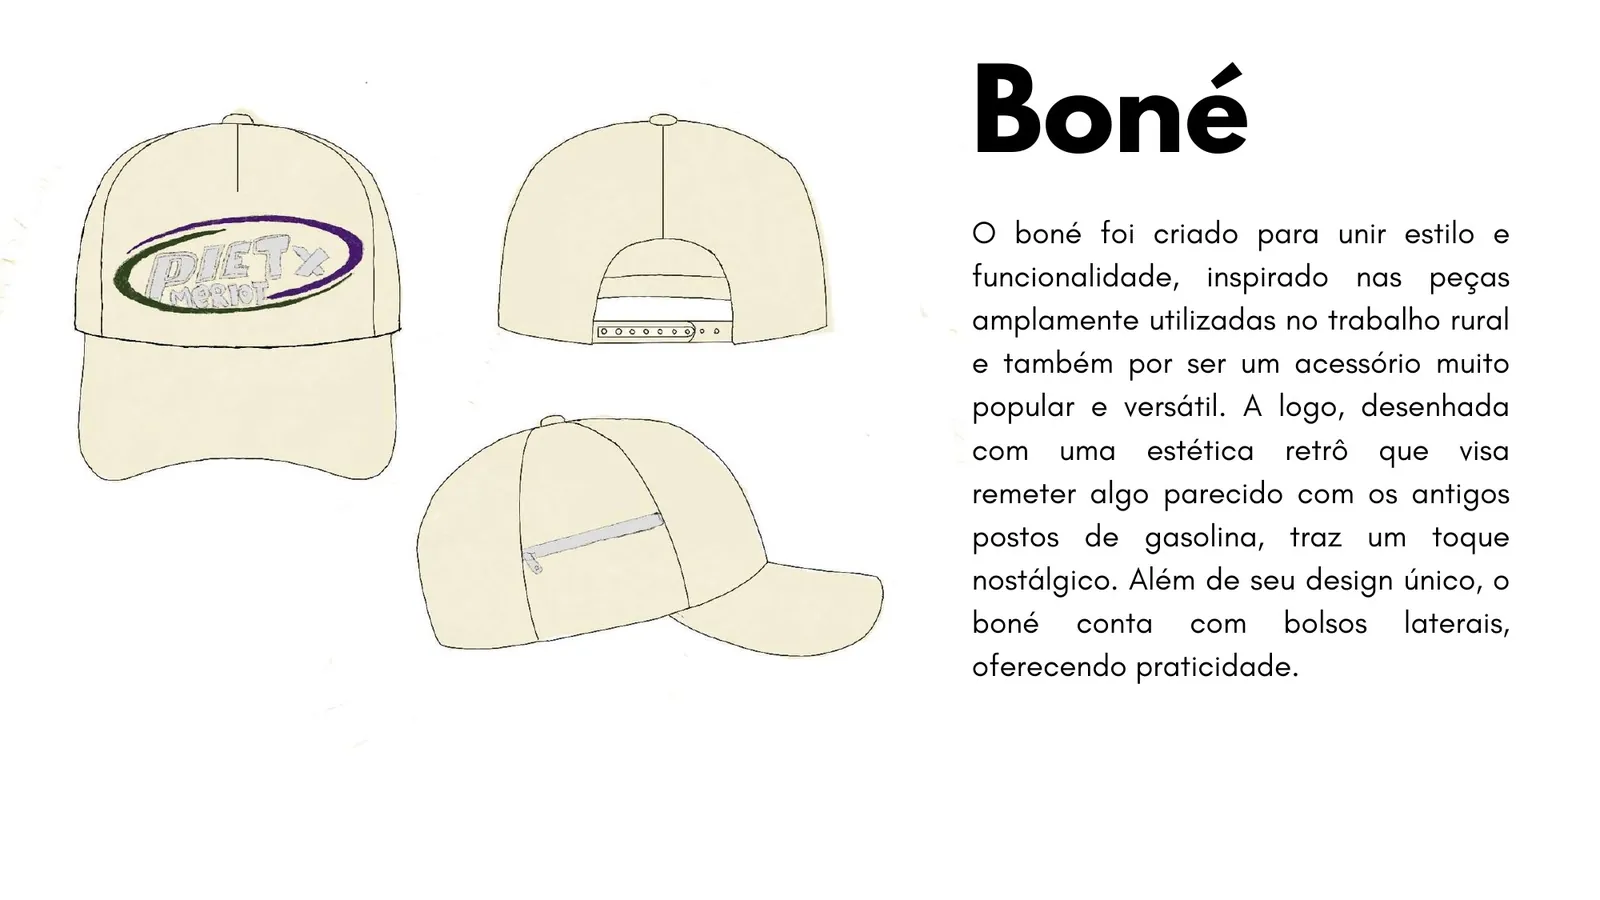 Boné
PIET x
MERIOT
O boné foi criado para unir estilo e
funcionalidade, inspirado nas peças
amplamente utilizadas no trabalho rural
e também por ser um acessório muito
popular e versátil. A logo, desenhada
com uma estética retrô que visa
remeter algo parecido com os antigos
postos de gasolina, traz um toque
nostálgico. Além de seu design único, o
boné conta com bolsos laterais,
oferecendo praticidade.